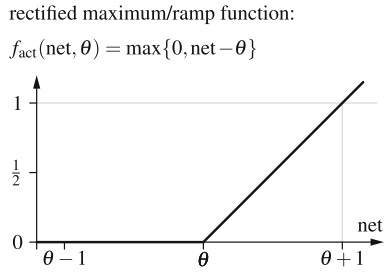 rectified maximum/ramp function:
f_act(net, θ) = max{0, net − θ}
1
1/2
0
net
θ − 1
θ
θ + 1